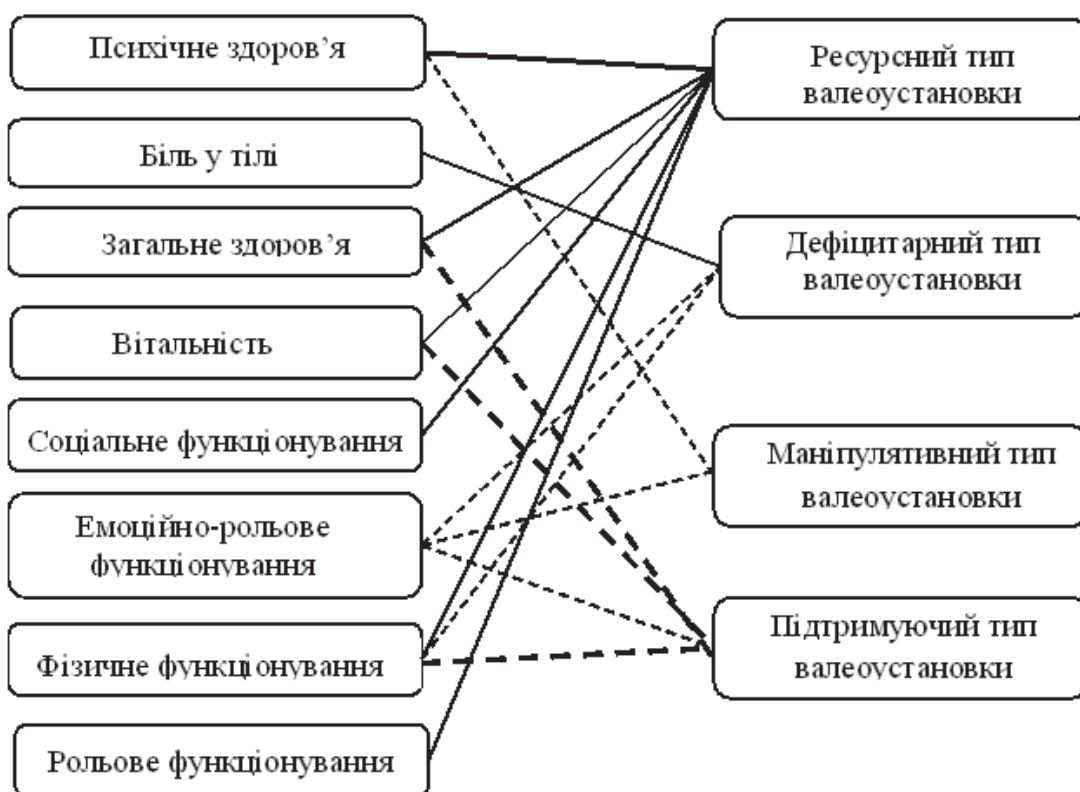 Психічне здоров’я
Біль у тілі
Загальне здоров’я
Вітальність
Соціальне функціонування
Емоційно-рольове
функціонування
Фізичне функціонування
Рольове функціонування
Ресурсний тип
валеоустановки
Дефіцитарний тип
валеоустановки
Маніпулятивний тип
валеоустановки
Підтримуючий тип
валеоустановки